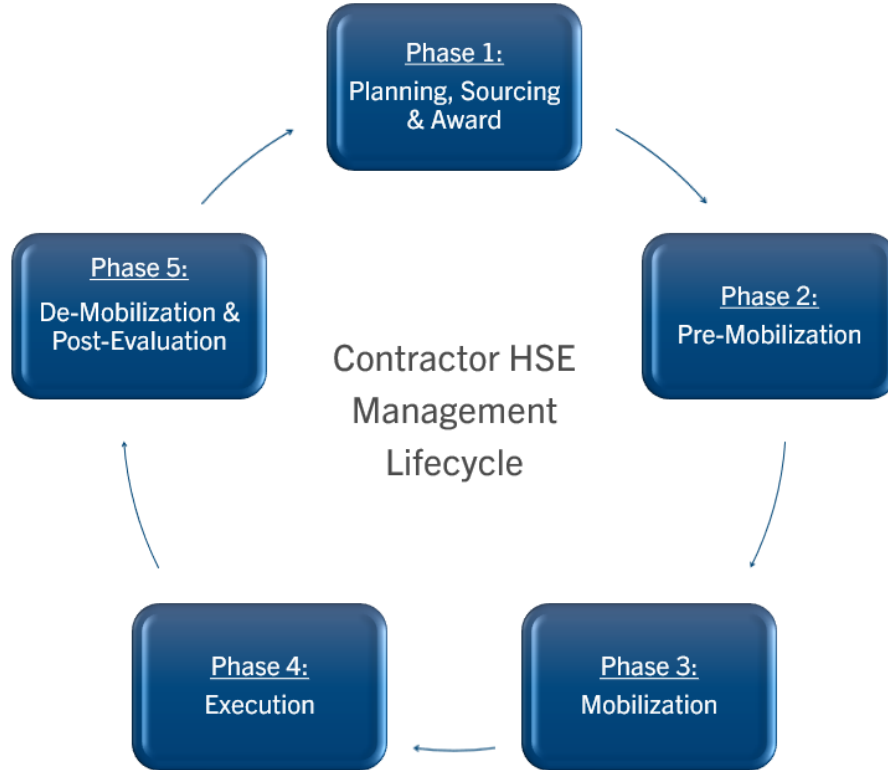 Phase 1:
Planning, Sourcing
& Award
Phase 2:
Pre-Mobilization
Phase 3:
Mobilization
Phase 4:
Execution
Phase 5:
De-Mobilization &
Post-Evaluation
Contractor HSE
Management
Lifecycle